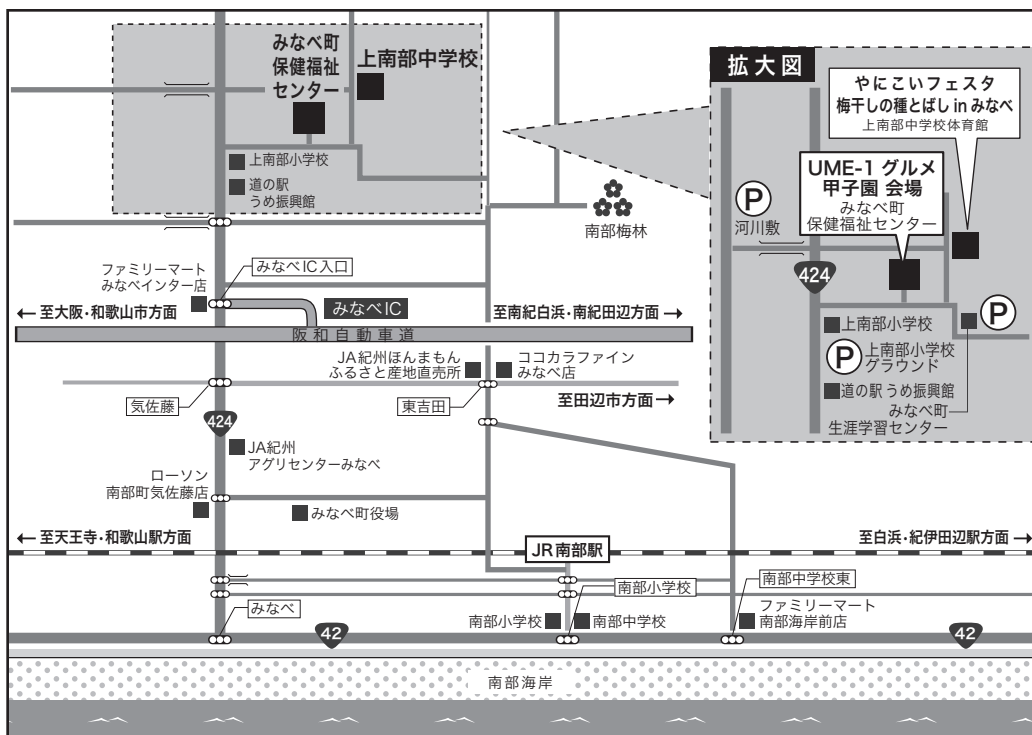 みなべ町
保健福祉
センター
上南部中学校
上南部小学校
道の駅
うめ振興館
南部梅林
ファミリーマート
みなべインター店
みなべIC入口
みなべIC
←至大阪・和歌山市方面
至南紀白浜・南紀田辺方面→
阪和自動車道
JA紀州ほんまもん
ふるさと産地直売所
ココカラファイン
みなべ店
気佐藤
東吉田
至田辺市方面→
424
JA紀州
アグリセンターみなべ
ローソン
南部町気佐藤店
みなべ町役場
←至天王寺・和歌山駅方面
JR南部駅
至白浜・紀伊田辺駅方面→
みなべ
南部小学校
南部中学校東
南部小学校
南部中学校
ファミリーマート
南部海岸前店
42
42
南部海岸
拡大図
やにこいフェスタ
梅干しの種とばし in みなべ
上南部中学校体育館
UME-1 グルメ
甲子園 会場
みなべ町
保健福祉センター
P
河川敷
424
上南部小学校
P
P
上南部小学校
グラウンド
道の駅 うめ振興館
みなべ町
生涯学習センター